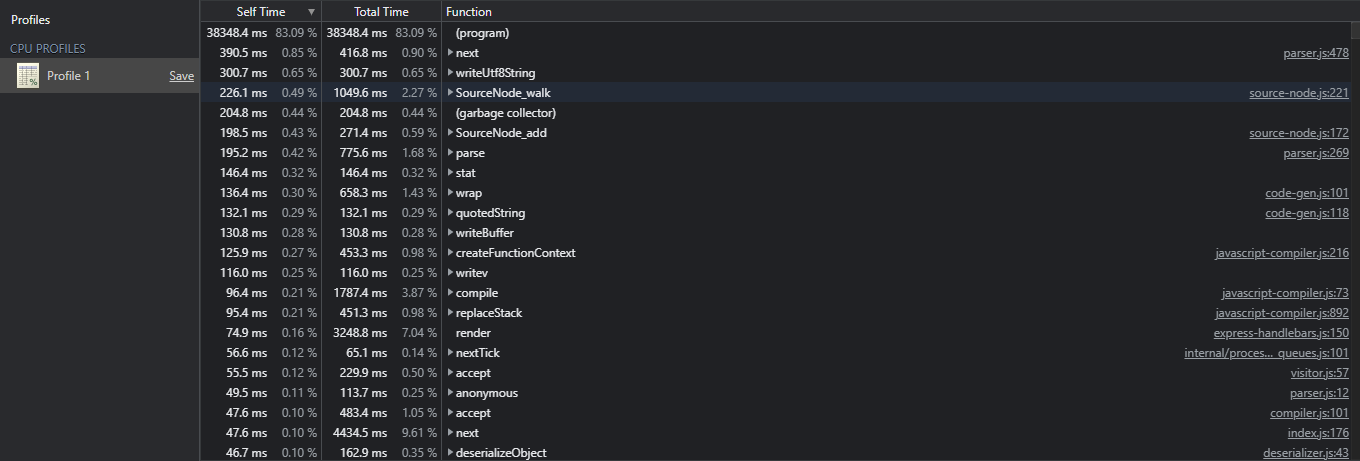 Profiles
CPU PROFILES
Profile 1 Save
Self Time ▼ Total Time Function
38348.4 ms 83.09 % 38348.4 ms 83.09 % (program)
390.5 ms 0.85 % 416.8 ms 0.90 % next parser.js:478
300.7 ms 0.65 % 300.7 ms 0.65 % writeUtf8String
226.1 ms 0.49 % 1049.6 ms 2.27 % SourceNode_walk source-node.js:221
204.8 ms 0.44 % 204.8 ms 0.44 % (garbage collector)
198.5 ms 0.43 % 271.4 ms 0.59 % SourceNode_add source-node.js:172
195.2 ms 0.42 % 775.6 ms 1.68 % parse parser.js:269
146.4 ms 0.32 % 146.4 ms 0.32 % stat
136.4 ms 0.30 % 658.3 ms 1.43 % wrap code-gen.js:101
132.1 ms 0.29 % 132.1 ms 0.29 % quotedString code-gen.js:118
130.8 ms 0.28 % 130.8 ms 0.28 % writeBuffer
125.9 ms 0.27 % 453.3 ms 0.98 % createFunctionContext javascript-compiler.js:216
116.0 ms 0.25 % 116.0 ms 0.25 % writev
96.4 ms 0.21 % 1787.4 ms 3.87 % compile javascript-compiler.js:73
95.4 ms 0.21 % 451.3 ms 0.98 % replaceStack javascript-compiler.js:892
74.9 ms 0.16 % 3248.8 ms 7.04 % render express-handlebars.js:150
56.6 ms 0.12 % 65.1 ms 0.14 % nextTick internal/proces…_queues.js:101
55.5 ms 0.12 % 229.9 ms 0.50 % accept visitor.js:57
49.5 ms 0.11 % 113.7 ms 0.25 % anonymous parser.js:12
47.6 ms 0.10 % 483.4 ms 1.05 % accept compiler.js:101
47.6 ms 0.10 % 4434.5 ms 9.61 % next index.js:176
46.7 ms 0.10 % 162.9 ms 0.35 % deserializeObject deserializer.js:43